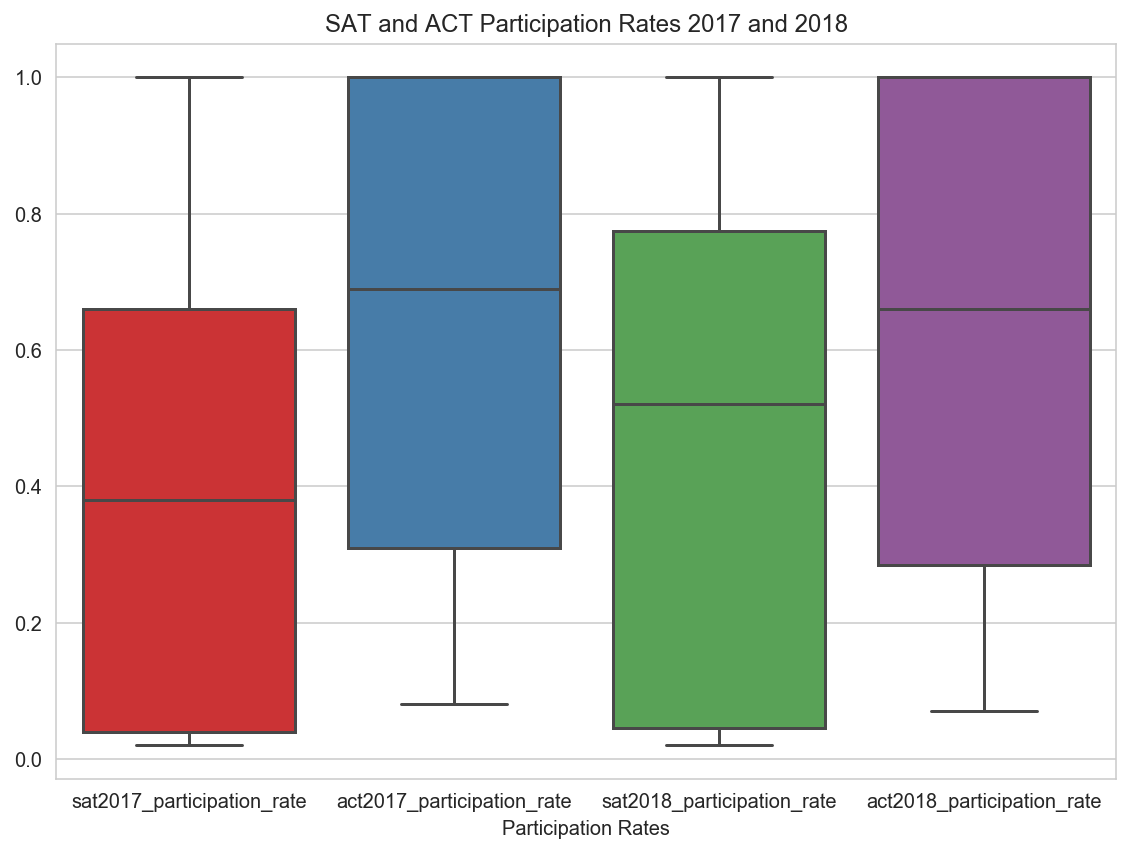 SAT and ACT Participation Rates 2017 and 2018
1.0
0.8
0.6
0.4
0.2
0.0
sat2017_participation_rate act2017_participation_rate sat2018_participation_rate act2018_participation_rate
Participation Rates